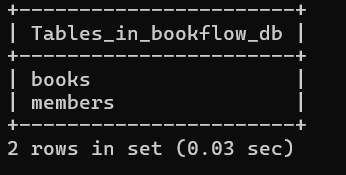 +----------------------+
| Tables_in_bookflow_db |
+----------------------+
| books                 |
| members               |
+----------------------+
2 rows in set (0.03 sec)